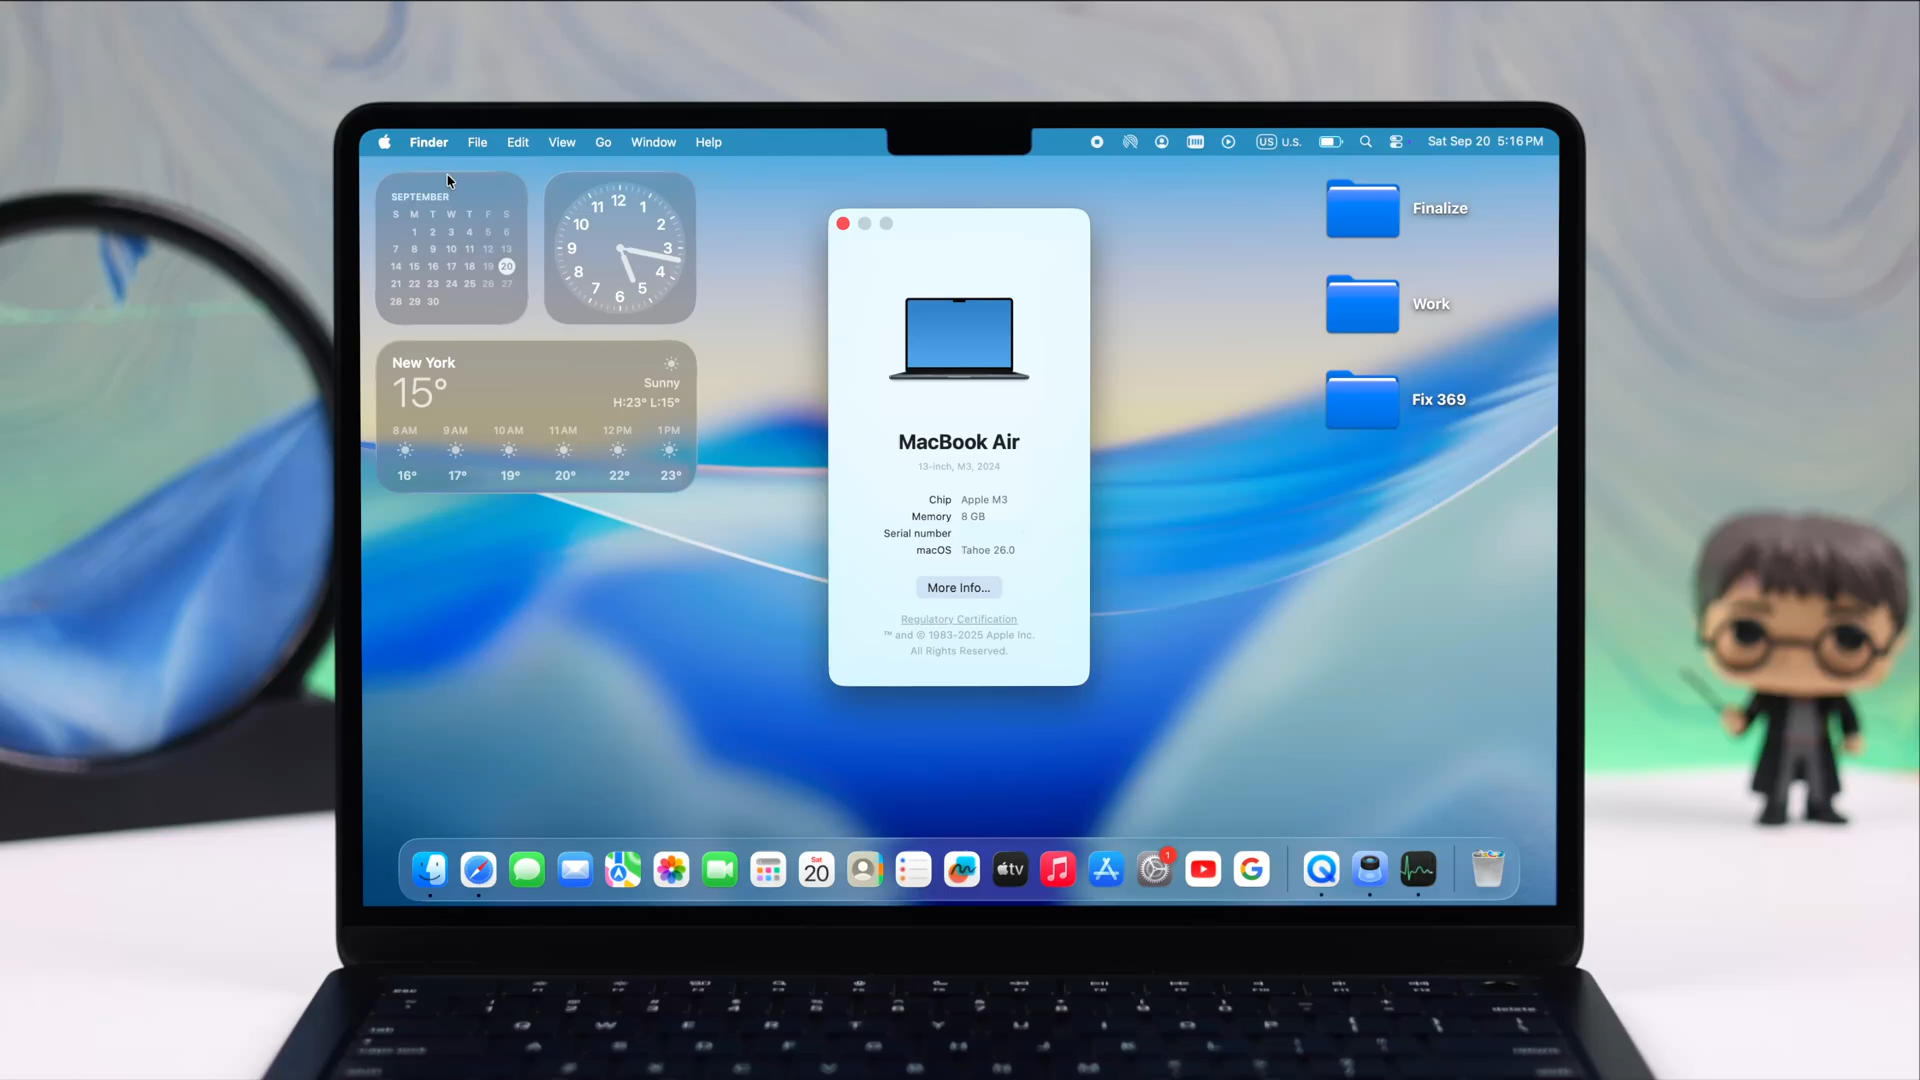 Finder File Edit View Go Window Help
US U.S. Sat Sep 20 5:16 PM
SEPTEMBER
S M T W T F S
1 2 3 4 5 6
7 8 9 10 11 12 13
14 15 16 17 18 19 20
21 22 23 24 25 26 27
28 29 30
12 1 2 3 4 5 6 7 8 9 10 11
New York
15°
Sunny
H:23° L:15°
8 AM 9 AM 10 AM 11 AM 12 PM 1 PM
16° 17° 19° 20° 22° 23°
MacBook Air
13-inch, M3, 2024
Chip Apple M3
Memory 8 GB
Serial number
macOS Tahoe 26.0
More Info...
Regulatory Certification
™ and © 1983-2025 Apple Inc.
All Rights Reserved.
Finalize
Work
Fix 369
Sat
20
tv
1
G
delete
tab
Q W E R T Y U I O P